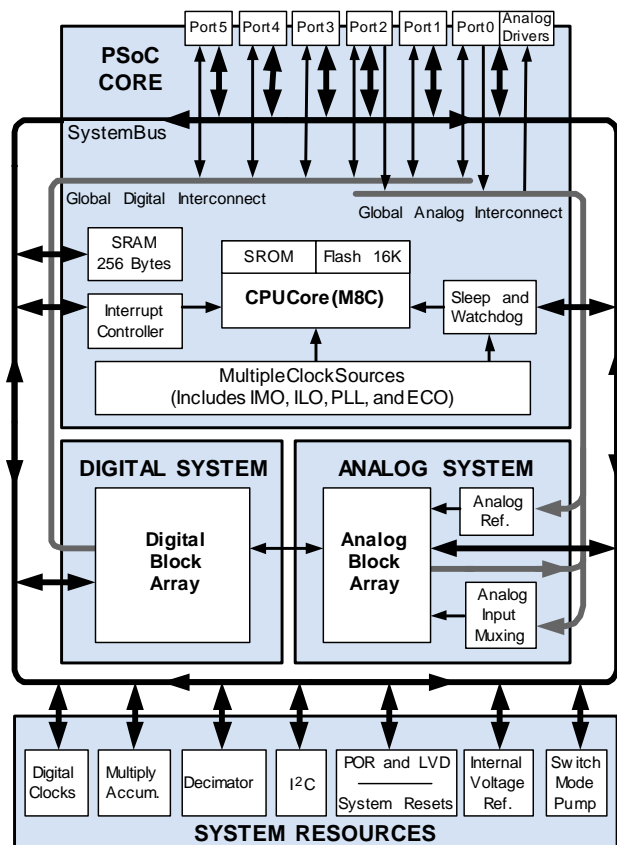 Port5 Port4 Port3 Port2 Port1 Port0 Analog
Drivers
PSoC
CORE
SystemBus
Global Digital Interconnect
Global Analog Interconnect
SRAM
256 Bytes
SROM Flash 16K
CPUCore(M8C)
Interrupt
Controller
Sleep and
Watchdog
MultipleClockSources
(Includes IMO, ILO, PLL, and ECO)
DIGITAL SYSTEM
Digital
Block
Array
ANALOG SYSTEM
Analog
Block
Array
Analog
Ref.
Analog
Input
Muxing
Digital
Clocks
Multiply
Accum.
Decimator
I²C
POR and LVD
System Resets
Internal
Voltage
Ref.
Switch
Mode
Pump
SYSTEM RESOURCES